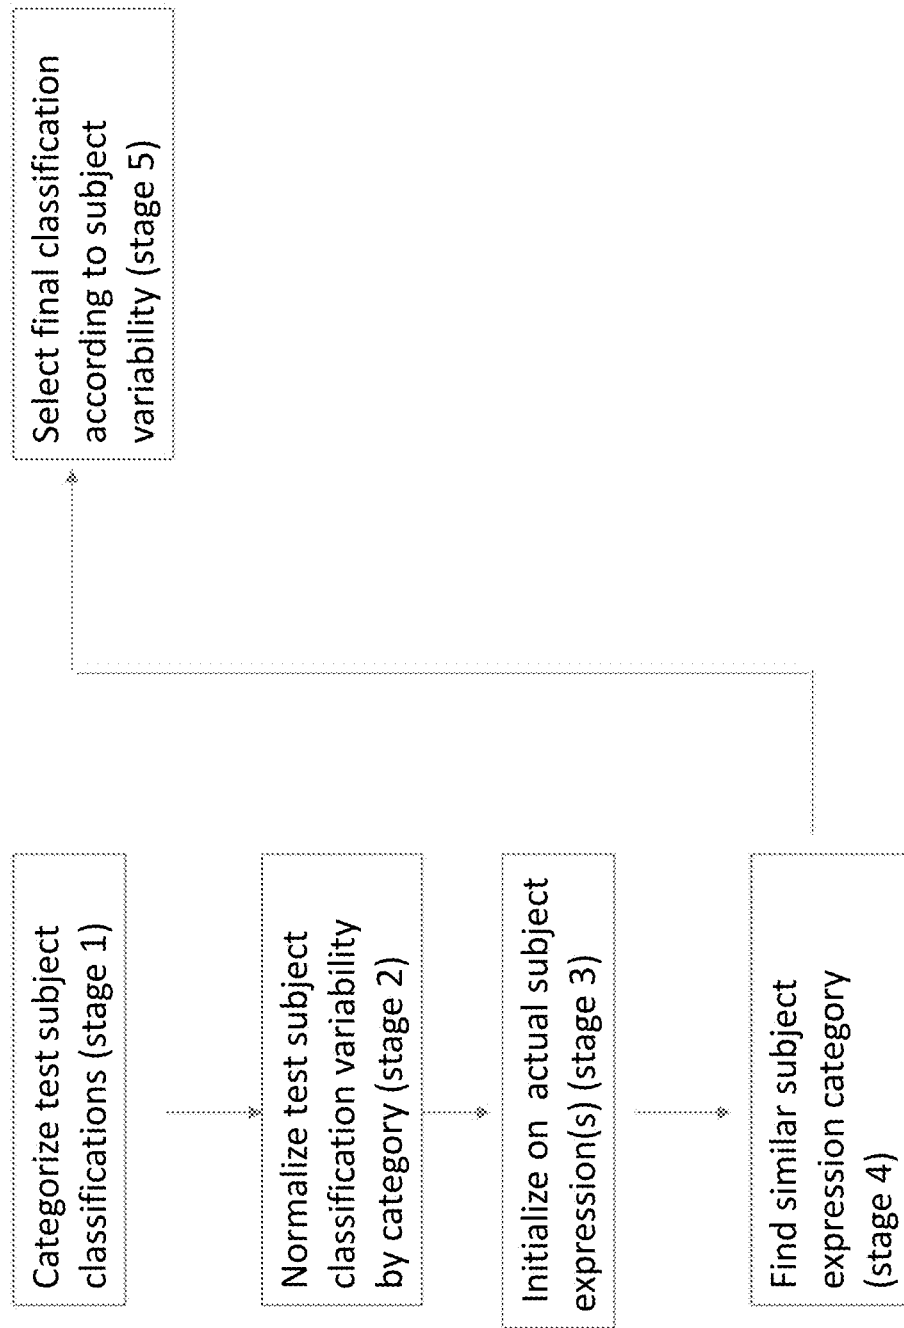 Categorize test subject
classifications (stage 1)
Normalize test subject
classification variability
by category (stage 2)
Initialize on actual subject
expression(s) (stage 3)
Find similar subject
expression category
(stage 4)
Select final classification
according to subject
variability (stage 5)